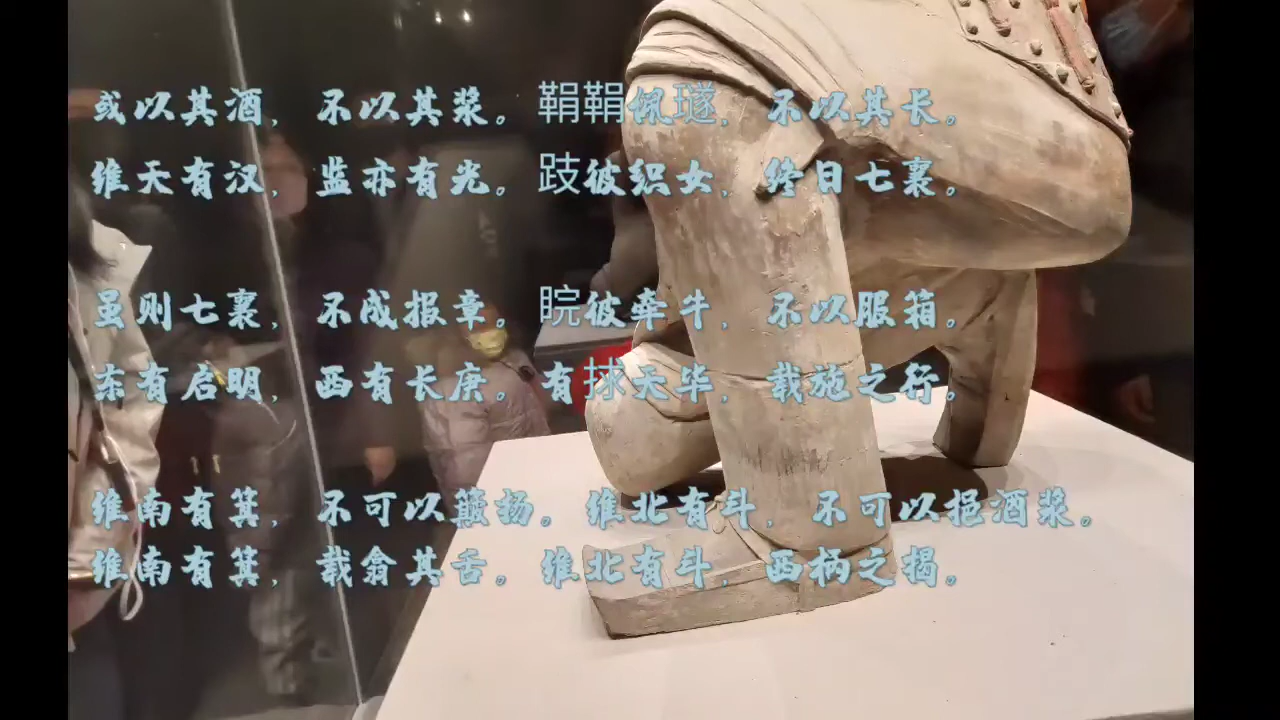 或以其酒，不以其浆。鞙鞙佩璲，不以其长。
维天有汉，监亦有光。跂彼织女，终日七襄。
虽则七襄，不成报章。睆彼牵牛，不以服箱。
东有启明，西有长庚。有捄天毕，载施之行。
维南有箕，不可以簸扬。维北有斗，不可以挹酒浆。
维南有箕，载翕其舌。维北有斗，西柄之揭。